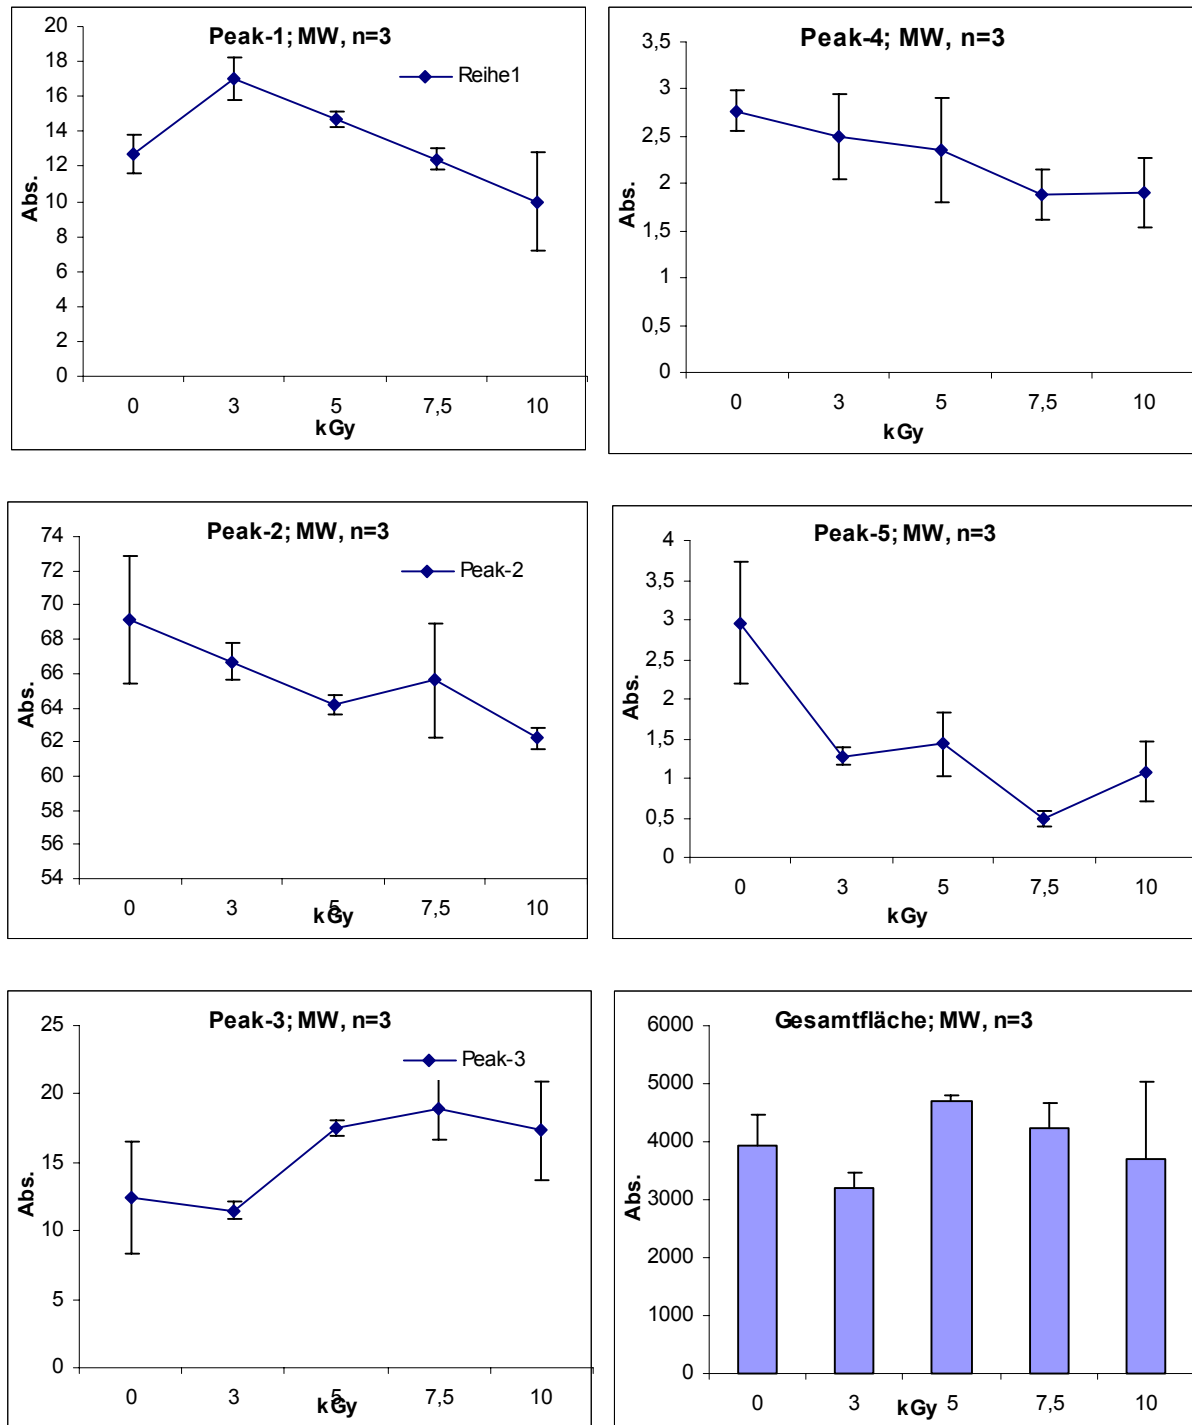 Peak-1; MW, n=3
Reihe1
Abs.
20
18
16
14
12
10
8
6
4
2
0
0 3 5 7,5 10
kGy
Peak-4; MW, n=3
Abs.
3,5
3
2,5
2
1,5
1
0,5
0
0 3 5 7,5 10
kGy
Peak-2; MW, n=3
Peak-2
Abs.
74
72
70
68
66
64
62
60
58
56
54
0 3 5 7,5 10
kGy
Peak-5; MW, n=3
Abs.
4
3,5
3
2,5
2
1,5
1
0,5
0
0 3 5 7,5 10
kGy
Peak-3; MW, n=3
Peak-3
Abs.
25
20
15
10
5
0
0 3 5 7,5 10
kGy
Gesamtfläche; MW, n=3
Abs.
6000
5000
4000
3000
2000
1000
0
0 3 5 7,5 10
kGy